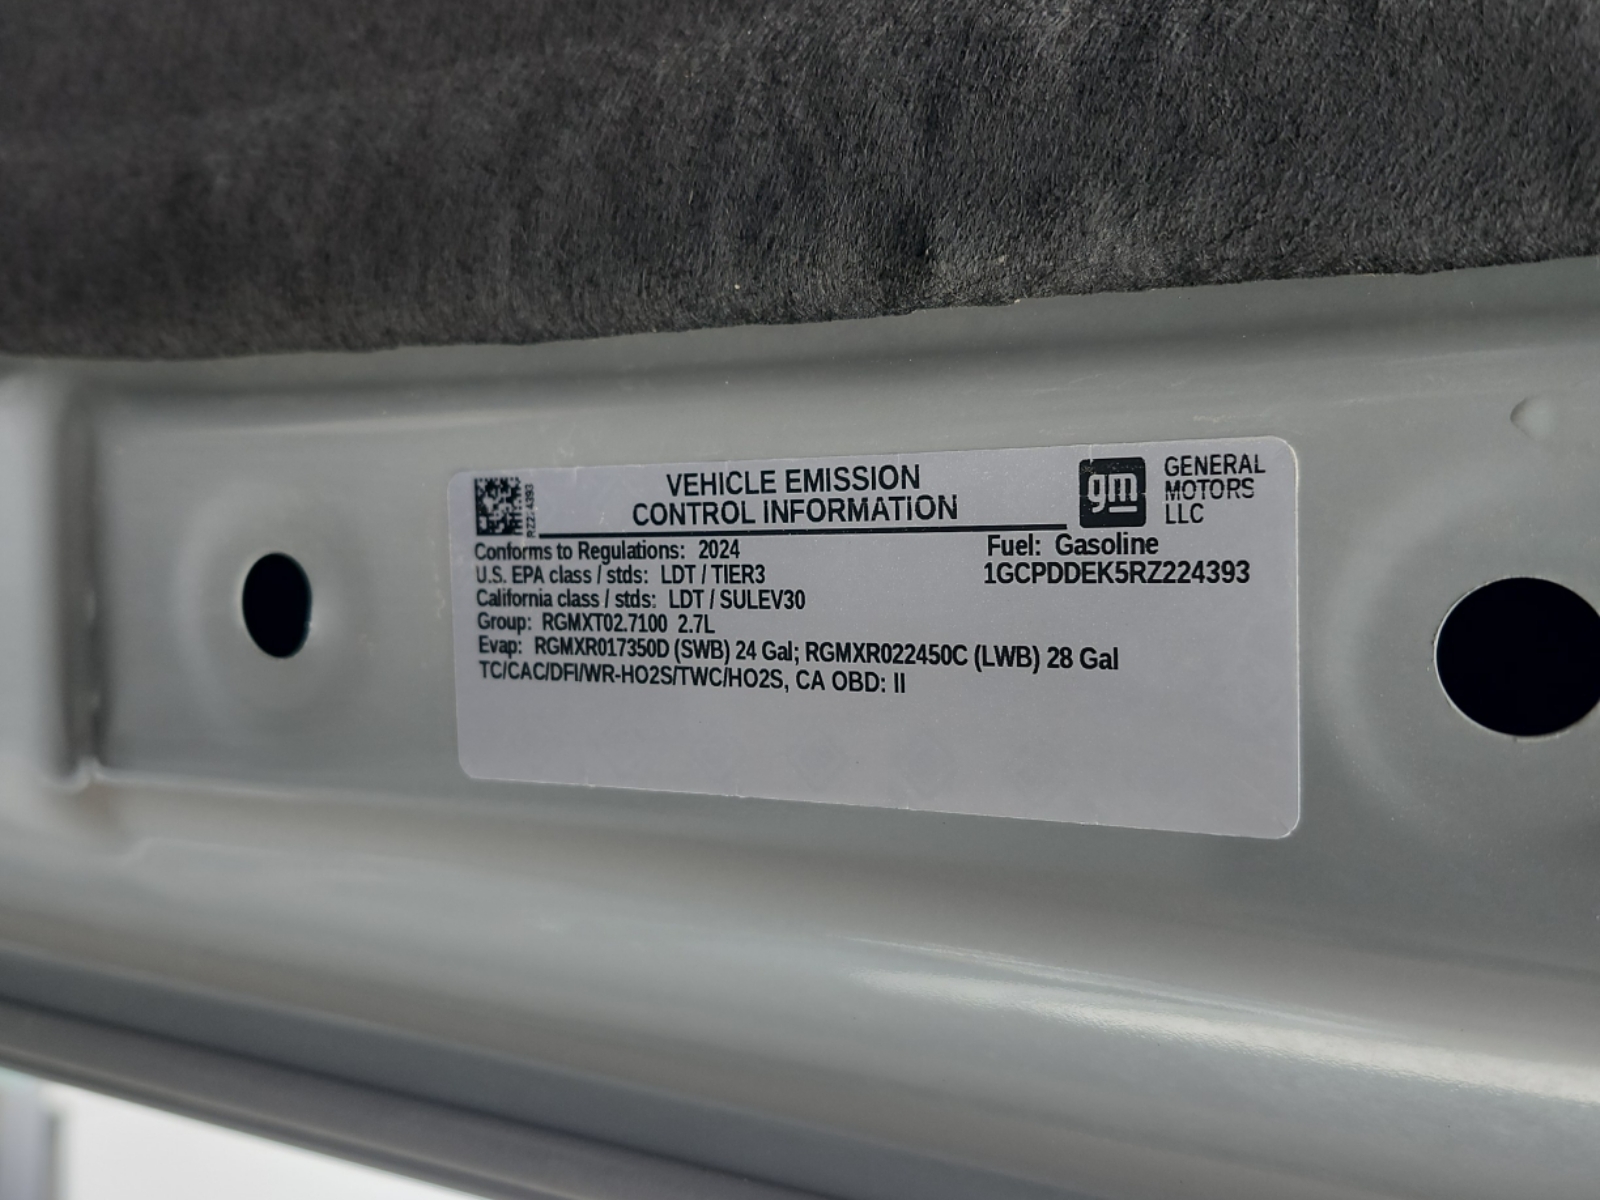 VEHICLE EMISSION
CONTROL INFORMATION
gm
GENERAL
MOTORS
LLC
Conforms to Regulations: 2024
U.S. EPA class / stds: LDT / TIER3
California class / stds: LDT / SULEV30
Group: RGMXT02.7100 2.7L
Evap: RGMXR017350D (SWB) 24 Gal; RGMXR022450C (LWB) 28 Gal
TC/CAC/DFI/WR-HO2S/TWC/HO2S, CA OBD: II
Fuel: Gasoline
1GCPDDEK5RZ224393